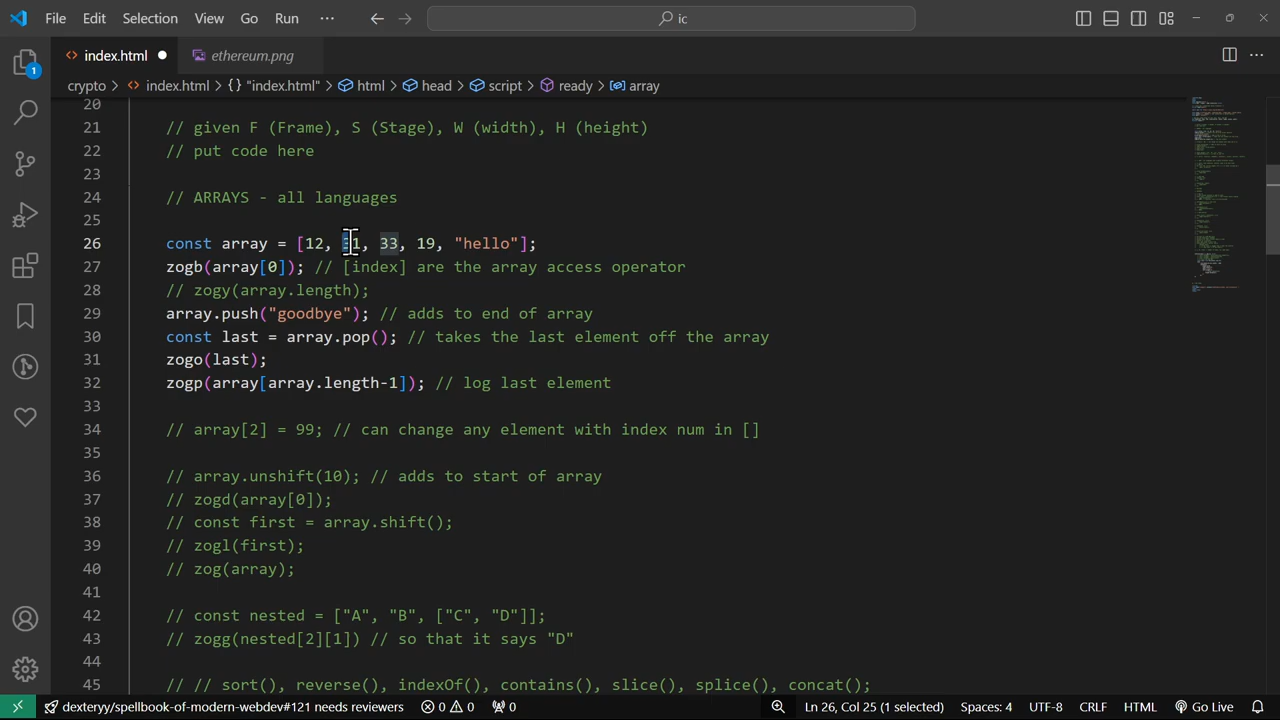 File Edit Selection View Go Run ··· ic
index.html ethereum.png
crypto > index.html > {} "index.html" > html > head > script > ready > array
1
20
21 // given F (Frame), S (Stage), W (width), H (height)
22 // put code here
23
24 // ARRAYS - all languages
25
26 const array = [12, 31, 33, 19, "hello"];
27 zogb(array[0]); // [index] are the array access operator
28 // zogy(array.length);
29 array.push("goodbye"); // adds to end of array
30 const last = array.pop(); // takes the last element off the array
31 zogo(last);
32 zogp(array[array.length-1]); // log last element
33
34 // array[2] = 99; // can change any element with index num in []
35
36 // array.unshift(10); // adds to start of array
37 // zogd(array[0]);
38 // const first = array.shift();
39 // zogl(first);
40 // zog(array);
41
42 // const nested = ["A", "B", ["C", "D"]];
43 // zogg(nested[2][1]) // so that it says "D"
44
45 // // sort(), reverse(), indexOf(), contains(), slice(), splice(), concat();
dexteryy/spellbook-of-modern-webdev#121 needs reviewers 0 0 0 Ln 26, Col 25 (1 selected) Spaces: 4 UTF-8 CRLF HTML Go Live